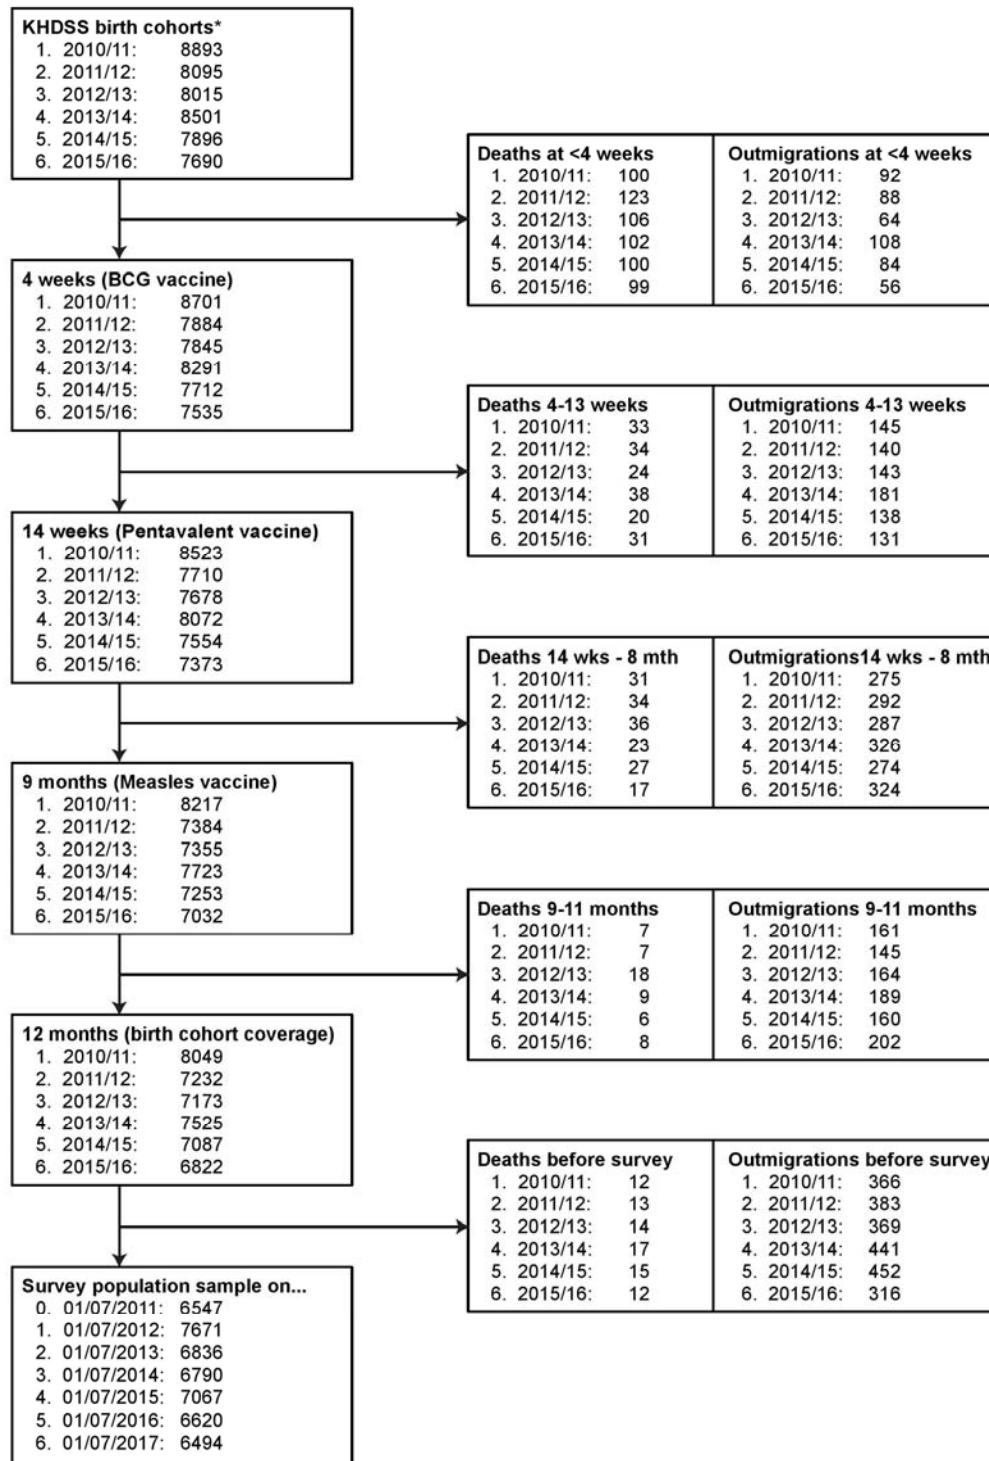 KHDSS birth cohorts*
1. 2010/11: 8893
2. 2011/12: 8095
3. 2012/13: 8015
4. 2013/14: 8501
5. 2014/15: 7896
6. 2015/16: 7690
Deaths at <4 weeks
1. 2010/11: 100
2. 2011/12: 123
3. 2012/13: 106
4. 2013/14: 102
5. 2014/15: 100
6. 2015/16: 99
Outmigrations at <4 weeks
1. 2010/11: 92
2. 2011/12: 88
3. 2012/13: 64
4. 2013/14: 108
5. 2014/15: 84
6. 2015/16: 56
4 weeks (BCG vaccine)
1. 2010/11: 8701
2. 2011/12: 7884
3. 2012/13: 7845
4. 2013/14: 8291
5. 2014/15: 7712
6. 2015/16: 7535
Deaths 4-13 weeks
1. 2010/11: 33
2. 2011/12: 34
3. 2012/13: 24
4. 2013/14: 38
5. 2014/15: 20
6. 2015/16: 31
Outmigrations 4-13 weeks
1. 2010/11: 145
2. 2011/12: 140
3. 2012/13: 143
4. 2013/14: 181
5. 2014/15: 138
6. 2015/16: 131
14 weeks (Pentavalent vaccine)
1. 2010/11: 8523
2. 2011/12: 7710
3. 2012/13: 7678
4. 2013/14: 8072
5. 2014/15: 7554
6. 2015/16: 7373
Deaths 14 wks - 8 mth
1. 2010/11: 31
2. 2011/12: 34
3. 2012/13: 36
4. 2013/14: 23
5. 2014/15: 27
6. 2015/16: 17
Outmigrations14 wks - 8 mth
1. 2010/11: 275
2. 2011/12: 292
3. 2012/13: 287
4. 2013/14: 326
5. 2014/15: 274
6. 2015/16: 324
9 months (Measles vaccine)
1. 2010/11: 8217
2. 2011/12: 7384
3. 2012/13: 7355
4. 2013/14: 7723
5. 2014/15: 7253
6. 2015/16: 7032
Deaths 9-11 months
1. 2010/11: 7
2. 2011/12: 7
3. 2012/13: 18
4. 2013/14: 9
5. 2014/15: 6
6. 2015/16: 8
Outmigrations 9-11 months
1. 2010/11: 161
2. 2011/12: 145
3. 2012/13: 164
4. 2013/14: 189
5. 2014/15: 160
6. 2015/16: 202
12 months (birth cohort coverage)
1. 2010/11: 8049
2. 2011/12: 7232
3. 2012/13: 7173
4. 2013/14: 7525
5. 2014/15: 7087
6. 2015/16: 6822
Deaths before survey
1. 2010/11: 12
2. 2011/12: 13
3. 2012/13: 14
4. 2013/14: 17
5. 2014/15: 15
6. 2015/16: 12
Outmigrations before survey
1. 2010/11: 366
2. 2011/12: 383
3. 2012/13: 369
4. 2013/14: 441
5. 2014/15: 452
6. 2015/16: 316
Survey population sample on...
0. 01/07/2011: 6547
1. 01/07/2012: 7671
2. 01/07/2013: 6836
3. 01/07/2014: 6790
4. 01/07/2015: 7067
5. 01/07/2016: 6620
6. 01/07/2017: 6494